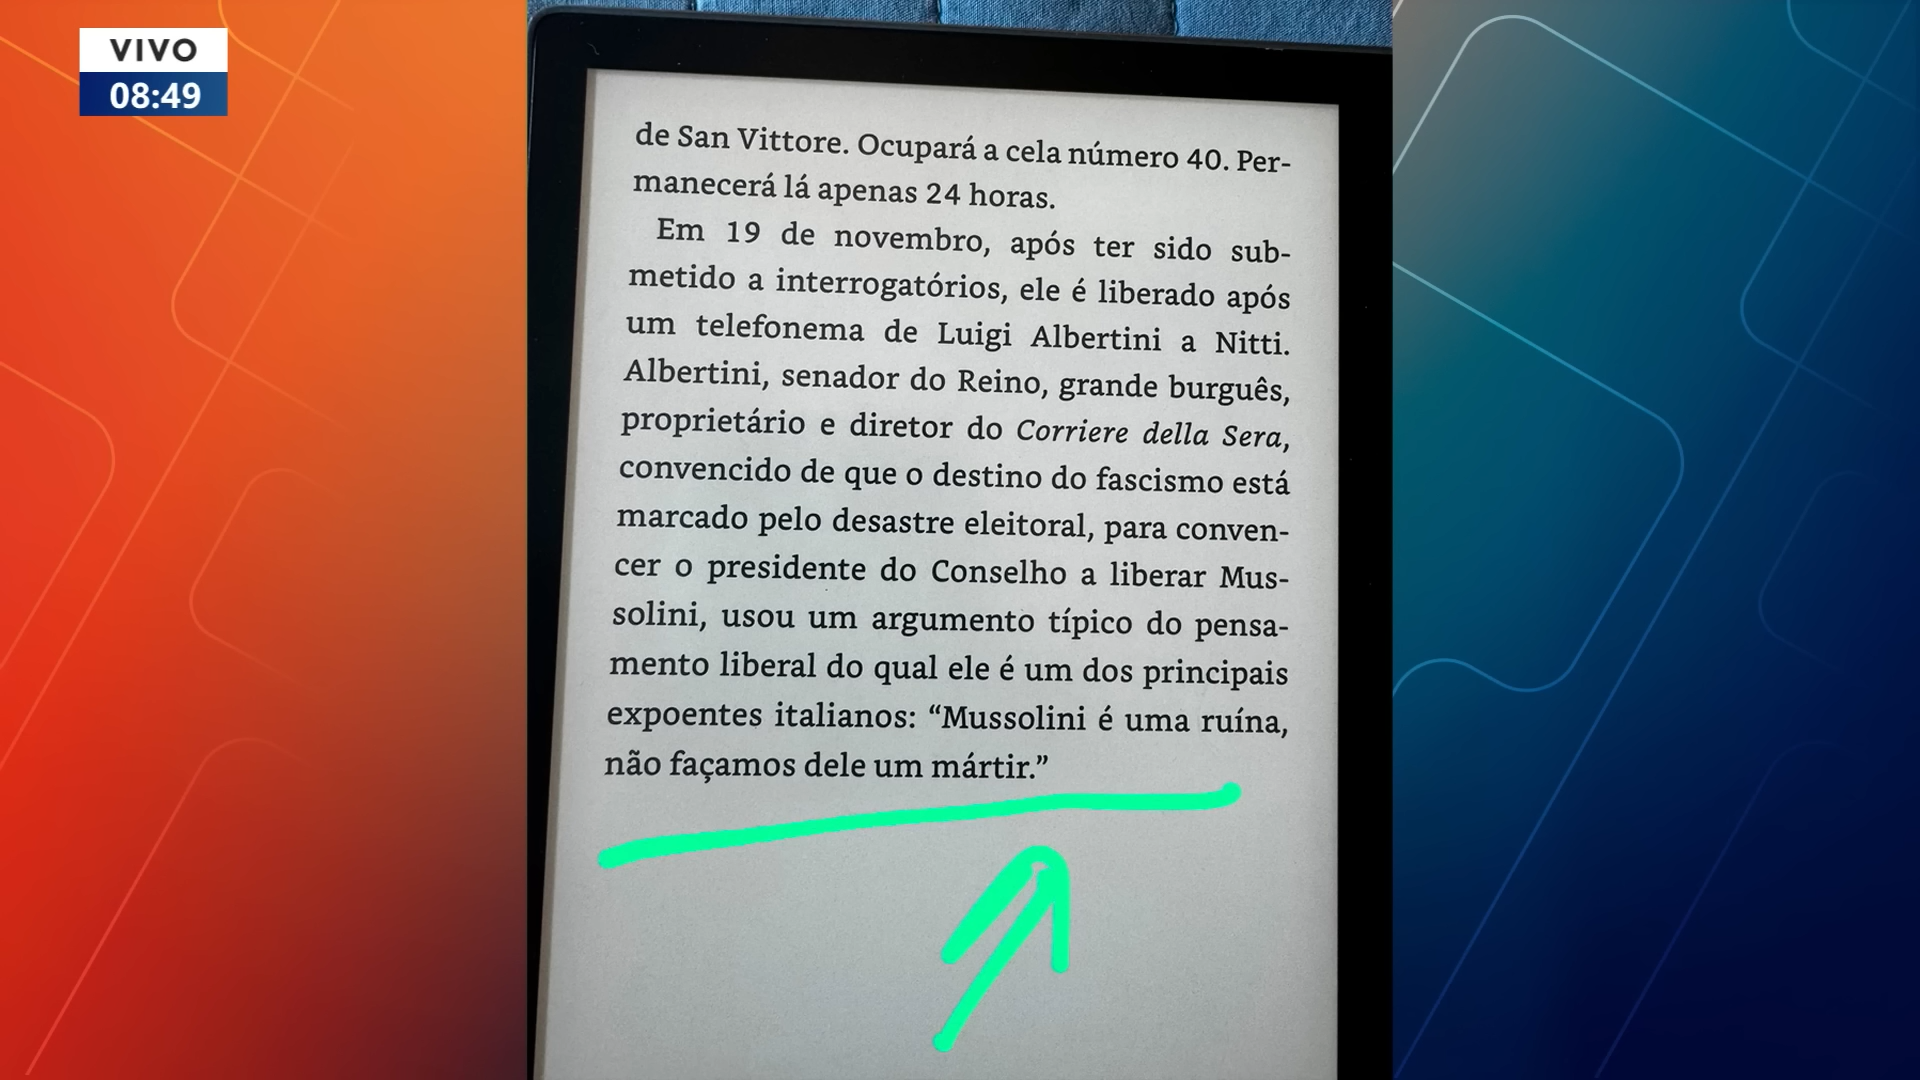 VIVO
08:49
de San Vittore. Ocupará a cela número 40. Per-
manecerá lá apenas 24 horas.
Em 19 de novembro, após ter sido sub-
metido a interrogatórios, ele é liberado após
um telefonema de Luigi Albertini a Nitti.
Albertini, senador do Reino, grande burguês,
proprietário e diretor do Corriere della Sera,
convencido de que o destino do fascismo está
marcado pelo desastre eleitoral, para conven-
cer o presidente do Conselho a liberar Mus-
solini, usou um argumento típico do pensa-
mento liberal do qual ele é um dos principais
expoentes italianos: “Mussolini é uma ruína,
não façamos dele um mártir.”